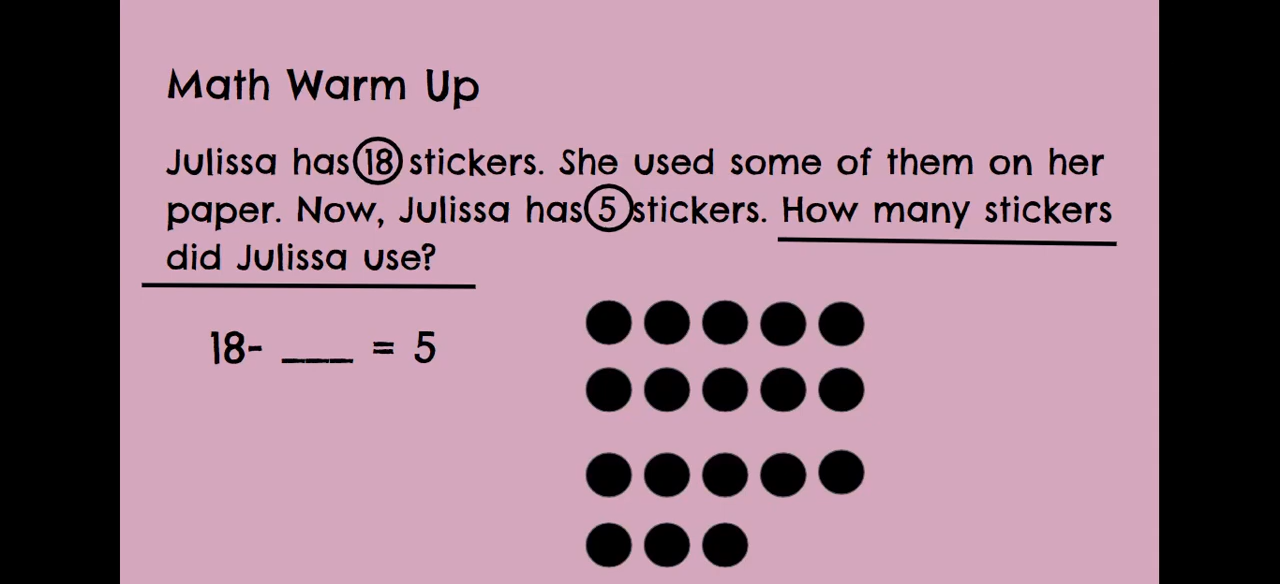 Math Warm Up
Julissa has 18 stickers. She used some of them on her
paper. Now, Julissa has 5 stickers. How many stickers
did Julissa use?
18- ___ = 5